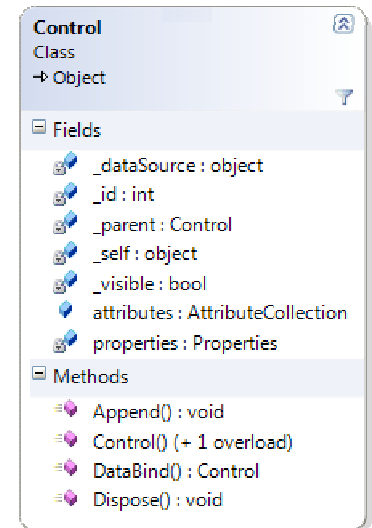 Control
Class
→ Object
Fields
_dataSource : object
_id : int
_parent : Control
_self : object
_visible : bool
attributes : AttributeCollection
properties : Properties
Methods
Append() : void
Control() (+ 1 overload)
DataBind() : Control
Dispose() : void